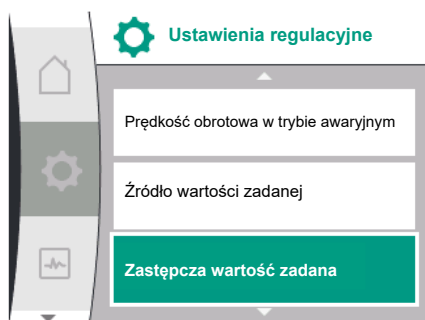 Ustawienia regulacyjne
Prędkość obrotowa w trybie awaryjnym
Źródło wartości zadanej
Zastępcza wartość zadana